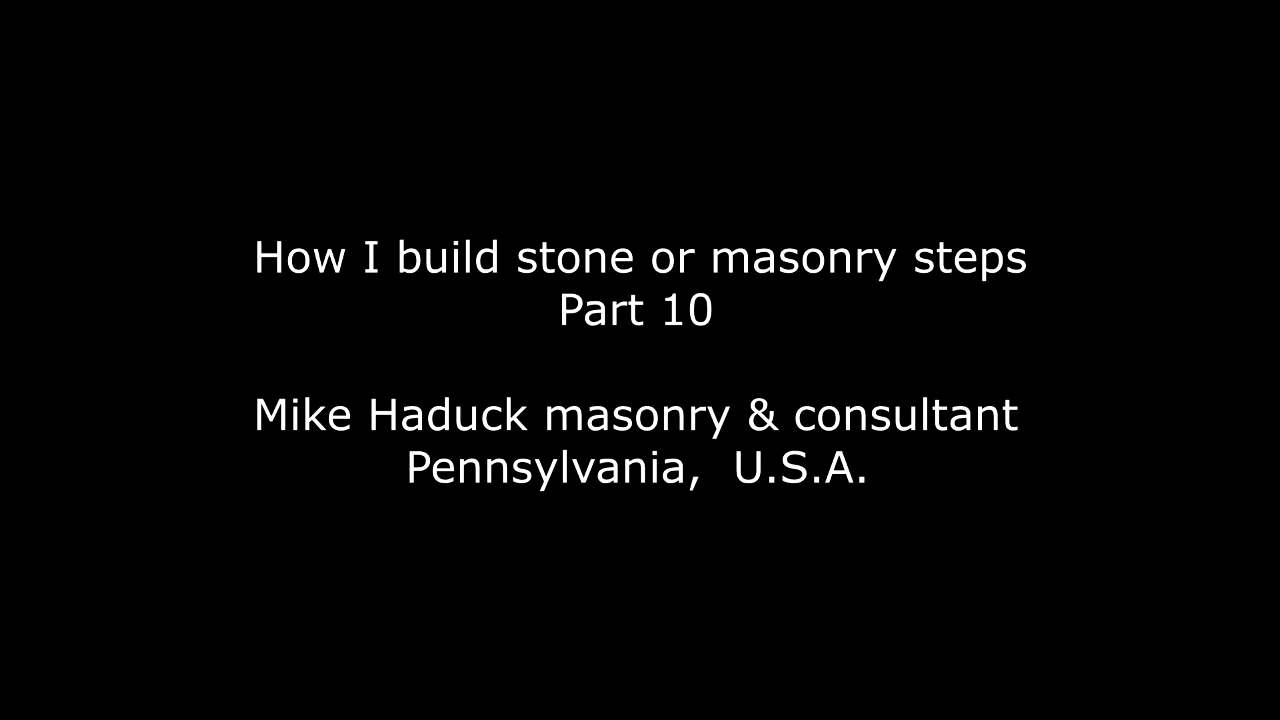 How I build stone or masonry steps
Part 10
Mike Haduck masonry & consultant
Pennsylvania,  U.S.A.